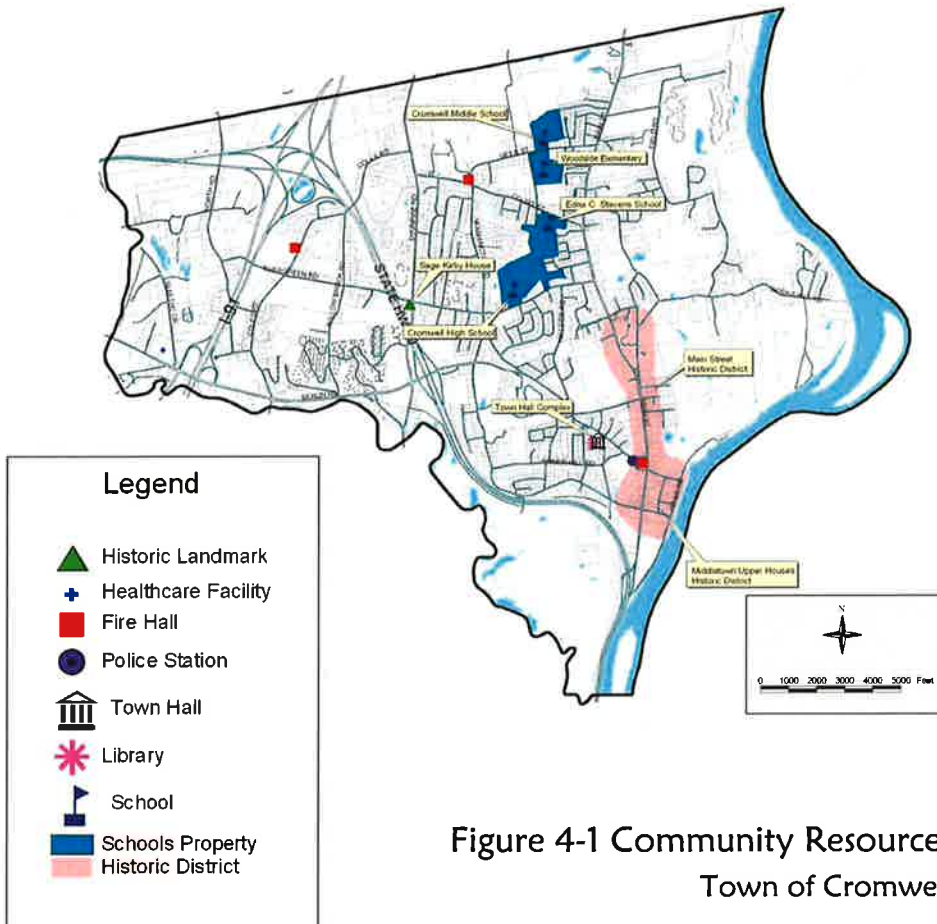 Cromwell Middle School
Woodside Elementary
Edna C. Stevens School
Sage Kirby House
I-91
STATE HW
Cromwell High School
Main Street
Historic District
Town Hall Complex
Middletown Upper Houses
Historic District
Legend
Historic Landmark
Healthcare Facility
Fire Hall
Police Station
Town Hall
Library
School
Schools Property
Historic District
N
0 1000 2000 3000 4000 5000 Feet
Figure 4-1 Community Resource
Town of Cromwe